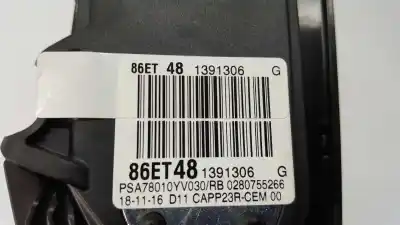 86ET 48 1391306 G
86ET48 1391306 G
PSA78010YV030/RB 0280755266
18-11-16 D11 CAPP23R-CEM 00